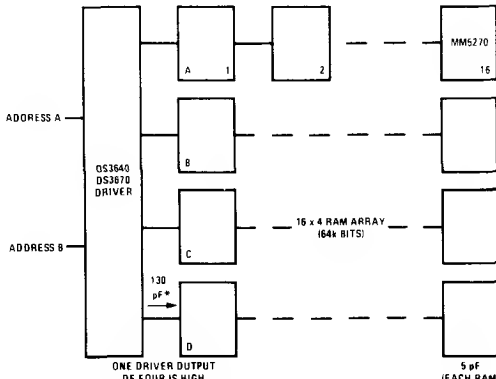 A 1
2
MM5270
16
ADDRESS A
B
DS3640
DS3670
DRIVER
16 x 4 RAM ARRAY
(64k BITS)
ADDRESS B
C
130
pF*
D
ONE DRIVER OUTPUT
OF FOUR IS HIGH
5 pF
(EACH RAM